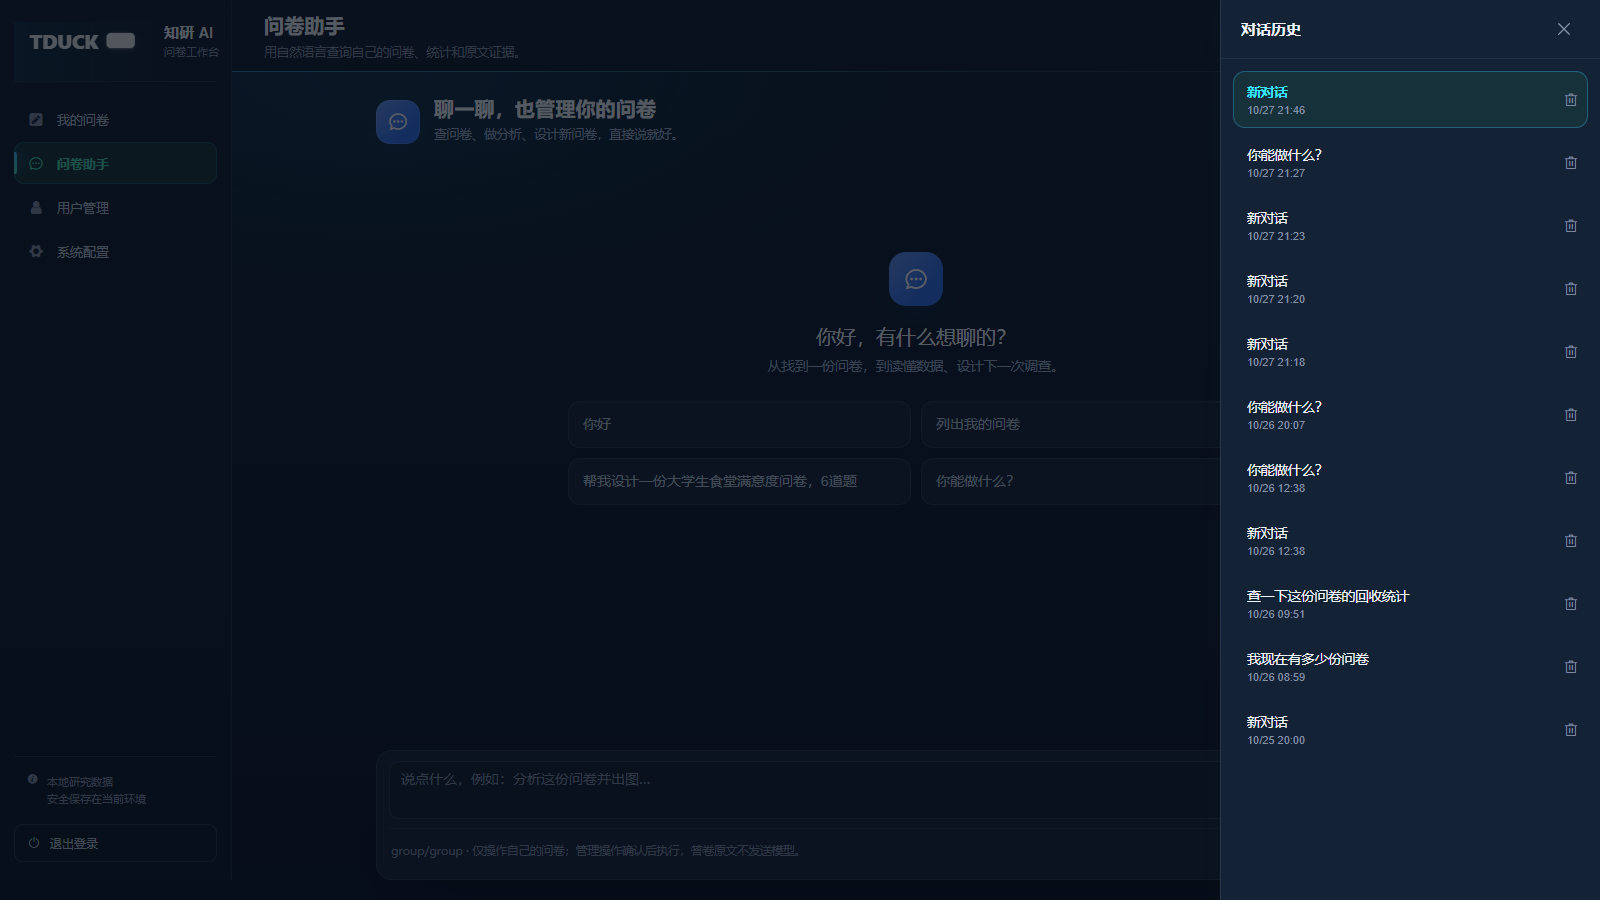 TDUCK
知研 AI
问卷工作台
我的问卷
问卷助手
用户管理
系统配置
本地研究数据
安全保存在当前环境
退出登录
问卷助手
用自然语言查询自己的问卷、统计和原文证据。
聊一聊，也管理你的问卷
查问卷、做分析、设计新问卷，直接说就好。
你好，有什么想聊的？
从找到一份问卷，到读懂数据、设计下一次调查。
你好
列出我的问卷
帮我设计一份大学生食堂满意度问卷，6道题
你能做什么？
说点什么，例如：分析这份问卷并出图...
group/group · 仅操作自己的问卷；管理操作确认后执行，答卷原文不发送模型。
对话历史
新对话
10/27 21:46
你能做什么？
10/27 21:27
新对话
10/27 21:23
新对话
10/27 21:20
新对话
10/27 21:18
你能做什么？
10/26 20:07
你能做什么？
10/26 12:38
新对话
10/26 12:38
查一下这份问卷的回收统计
10/26 09:51
我现在有多少份问卷
10/26 08:59
新对话
10/25 20:00